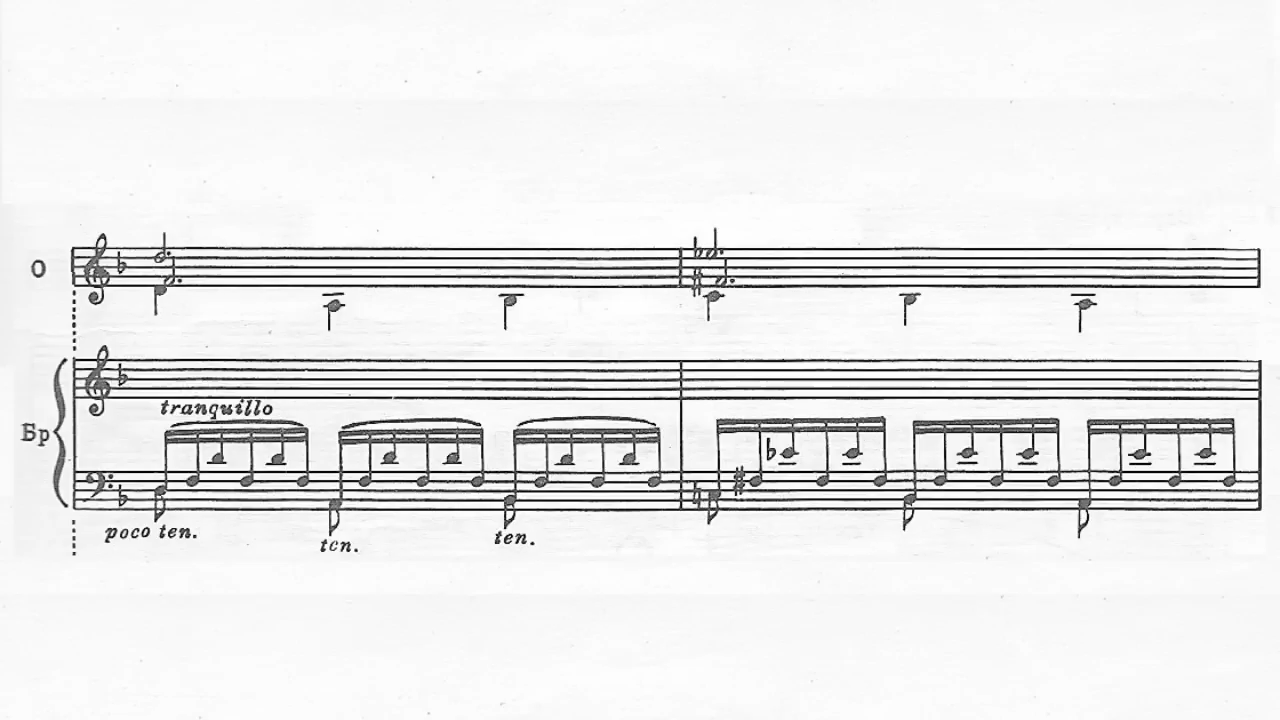 O
tranquillo
Бр
poco ten.
ten.
ten.